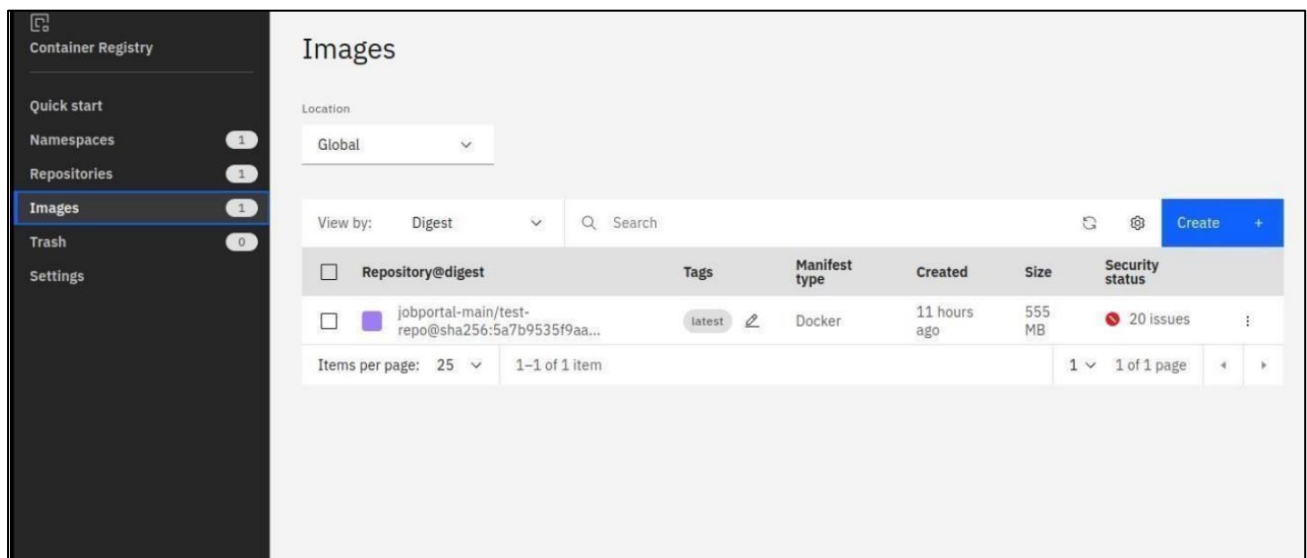 Container Registry
Quick start
Namespaces 1
Repositories 1
Images 1
Trash 0
Settings
Images
Location
Global
View by: Digest Search Create +
Repository@digest Tags Manifest type Created Size Security status
jobportal-main/test-
repo@sha256:5a7b9535f9aa... latest Docker 11 hours ago 555 MB 20 issues
Items per page: 25 1–1 of 1 item 1 1 of 1 page